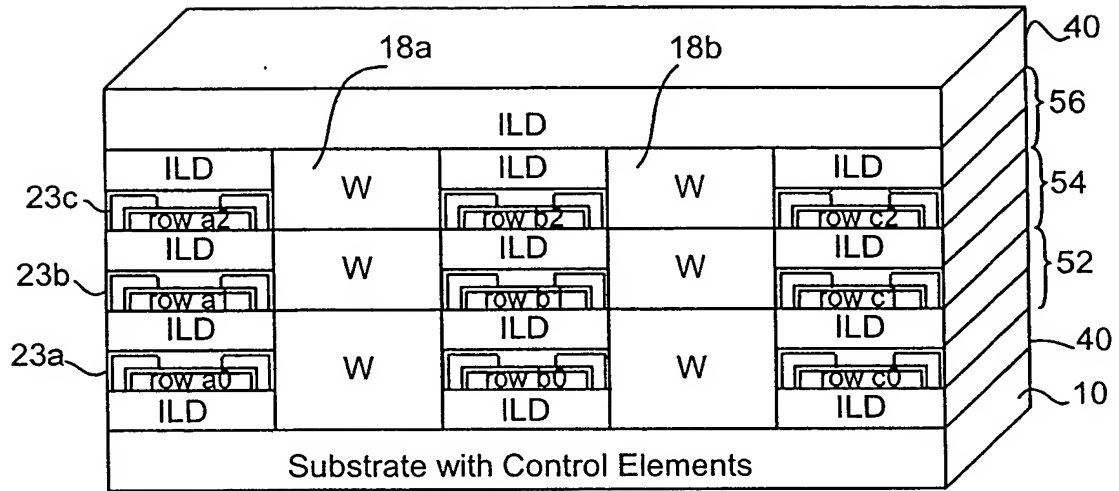 18a 18b 40
56
ILD
ILD W ILD W ILD
54
23c row a2 row b2 row c2
ILD W ILD W ILD
52
23b row a1 row b1 row c1
ILD W ILD W ILD
23a row a0 row b0 row c0
40
ILD ILD ILD
10
Substrate with Control Elements